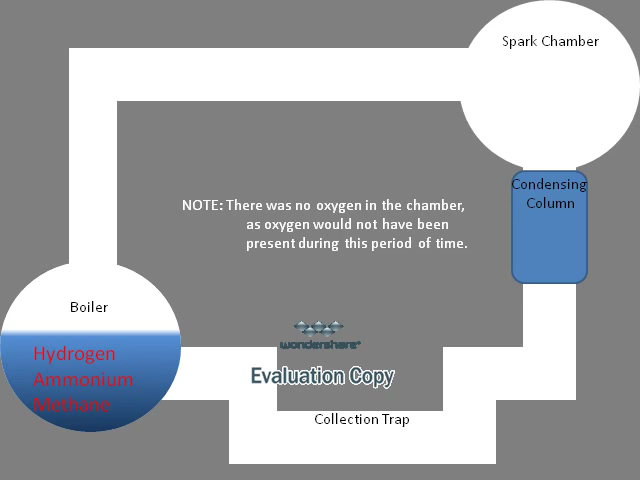 Spark Chamber
Condensing
Column
NOTE: There was no oxygen in the chamber,
as oxygen would not have been
present during this period of time.
Boiler
Hydrogen
Ammonium
Methane
wondershare
Evaluation Copy
Collection Trap